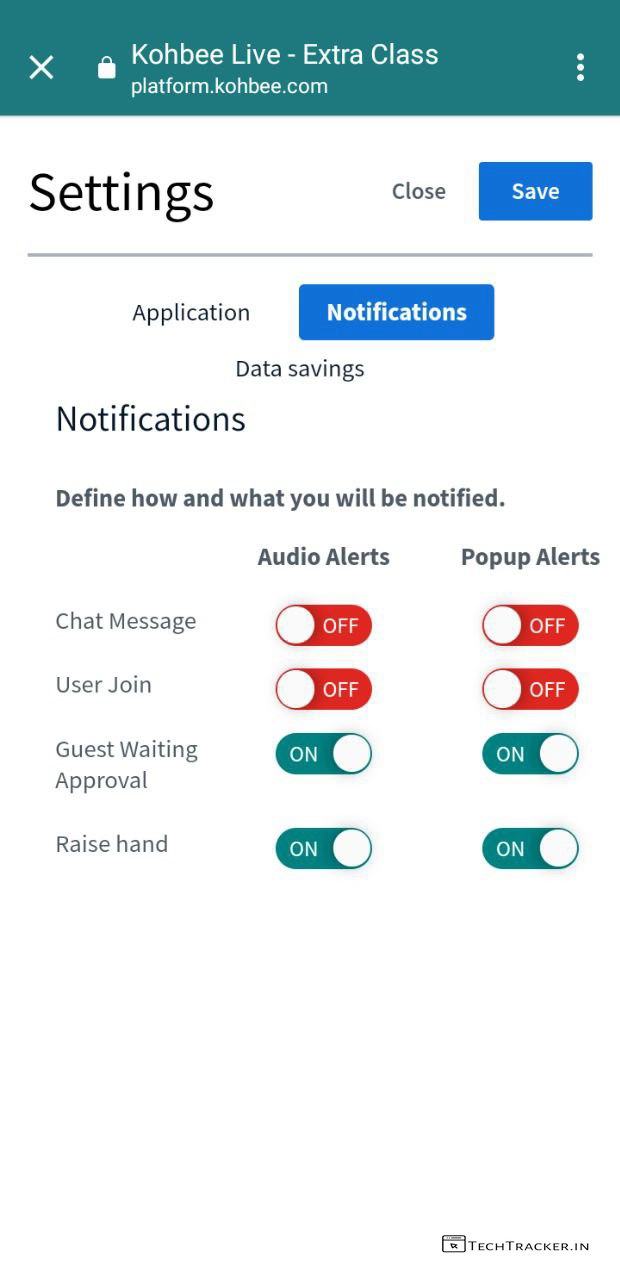 Kohbee Live - Extra Class
platform.kohbee.com
Settings
Close
Save
Application
Notifications
Data savings
Notifications
Define how and what you will be notified.
Audio Alerts Popup Alerts
Chat Message OFF OFF
User Join OFF OFF
Guest Waiting
Approval
ON ON
Raise hand ON ON
TECHTRACKER.IN